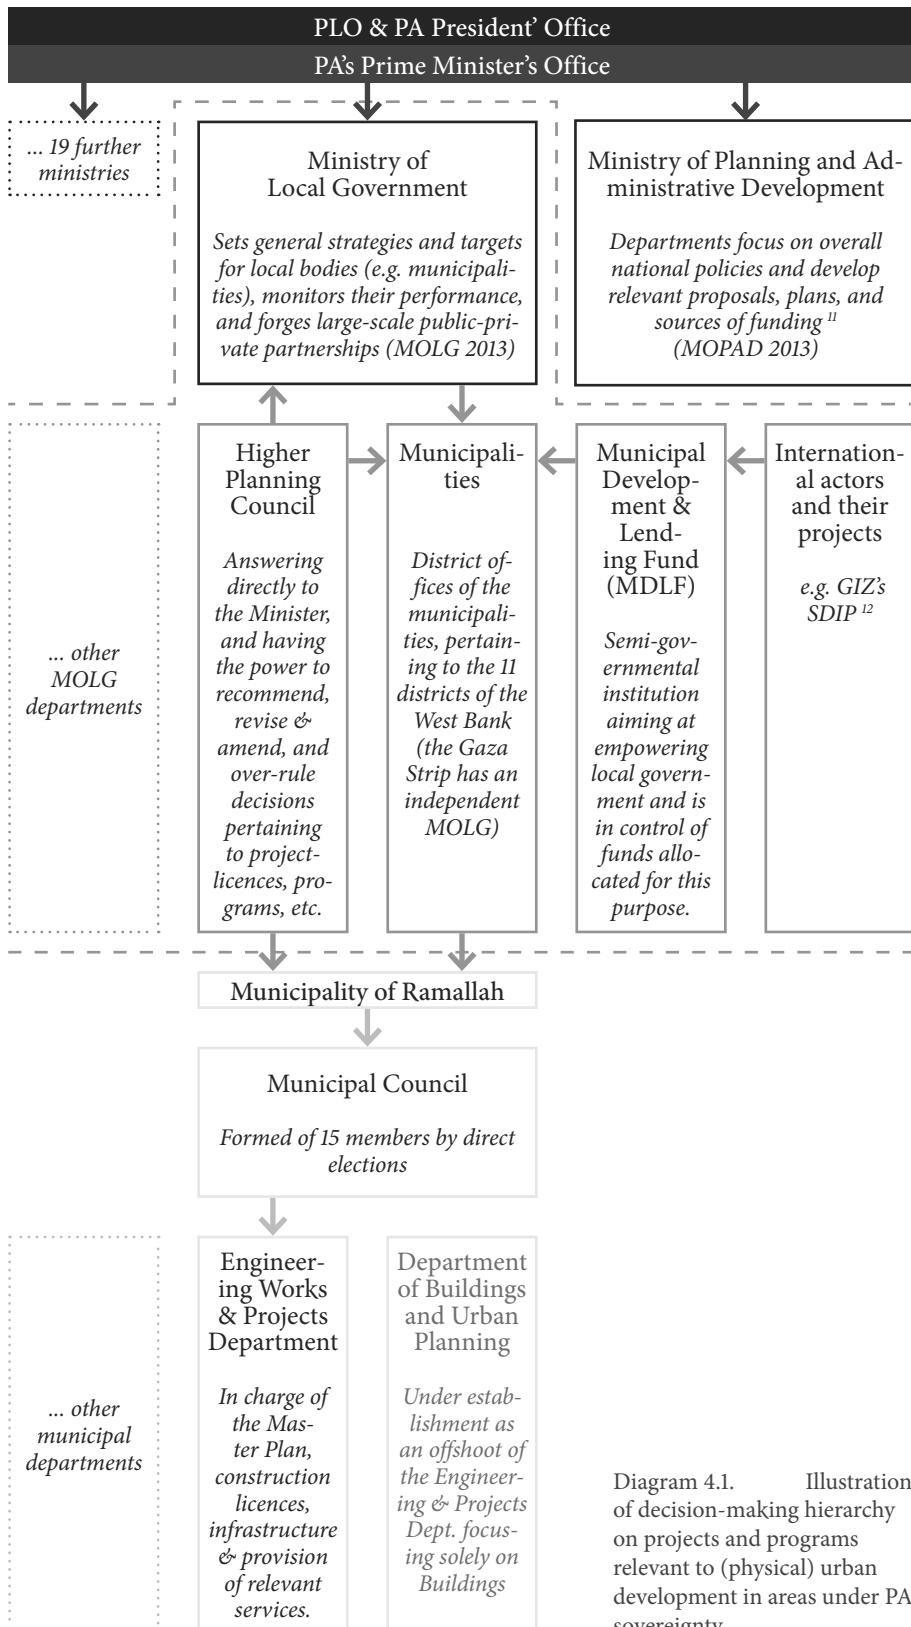 PLO & PA President' Office
PA's Prime Minister's Office
... 19 further
ministries
Ministry of
Local Government
Sets general strategies and targets
for local bodies (e.g. municipali-
ties), monitors their performance,
and forges large-scale public-pri-
vate partnerships (MOLG 2013)
Ministry of Planning and Ad-
ministrative Development
Departments focus on overall
national policies and develop
relevant proposals, plans, and
sources of funding 11
(MOPAD 2013)
... other
MOLG
departments
Higher
Planning
Council
Answering
directly to
the Minister,
and having
the power to
recommend,
revise &
amend, and
over-rule
decisions
pertaining
to project-
licences, pro-
grams, etc.
Municipali-
ties
District of-
fices of the
municipali-
ties, pertain-
ing to the 11
districts of the
West Bank
(the Gaza
Strip has an
independent
MOLG)
Municipal
Develop-
ment &
Lend-
ing Fund
(MDLF)
Semi-gov-
ernmental
institution
aiming at
empowering
local govern-
ment and is
in control of
funds allo-
cated for this
purpose.
Internation-
al actors
and their
projects
e.g. GIZ's
SDIP 12
Municipality of Ramallah
Municipal Council
Formed of 15 members by direct
elections
... other
municipal
departments
Engineer-
ing Works
& Projects
Department
In charge of
the Mas-
ter Plan,
construction
licences,
infrastructure
& provision
of relevant
services.
Department
of Buildings
and Urban
Planning
Under estab-
lishment as
an offshoot of
the Engineer-
ing & Projects
Dept. focus-
ing solely on
Buildings
Diagram 4.1. Illustration
of decision-making hierarchy
on projects and programs
relevant to (physical) urban
development in areas under PA
sovereignty